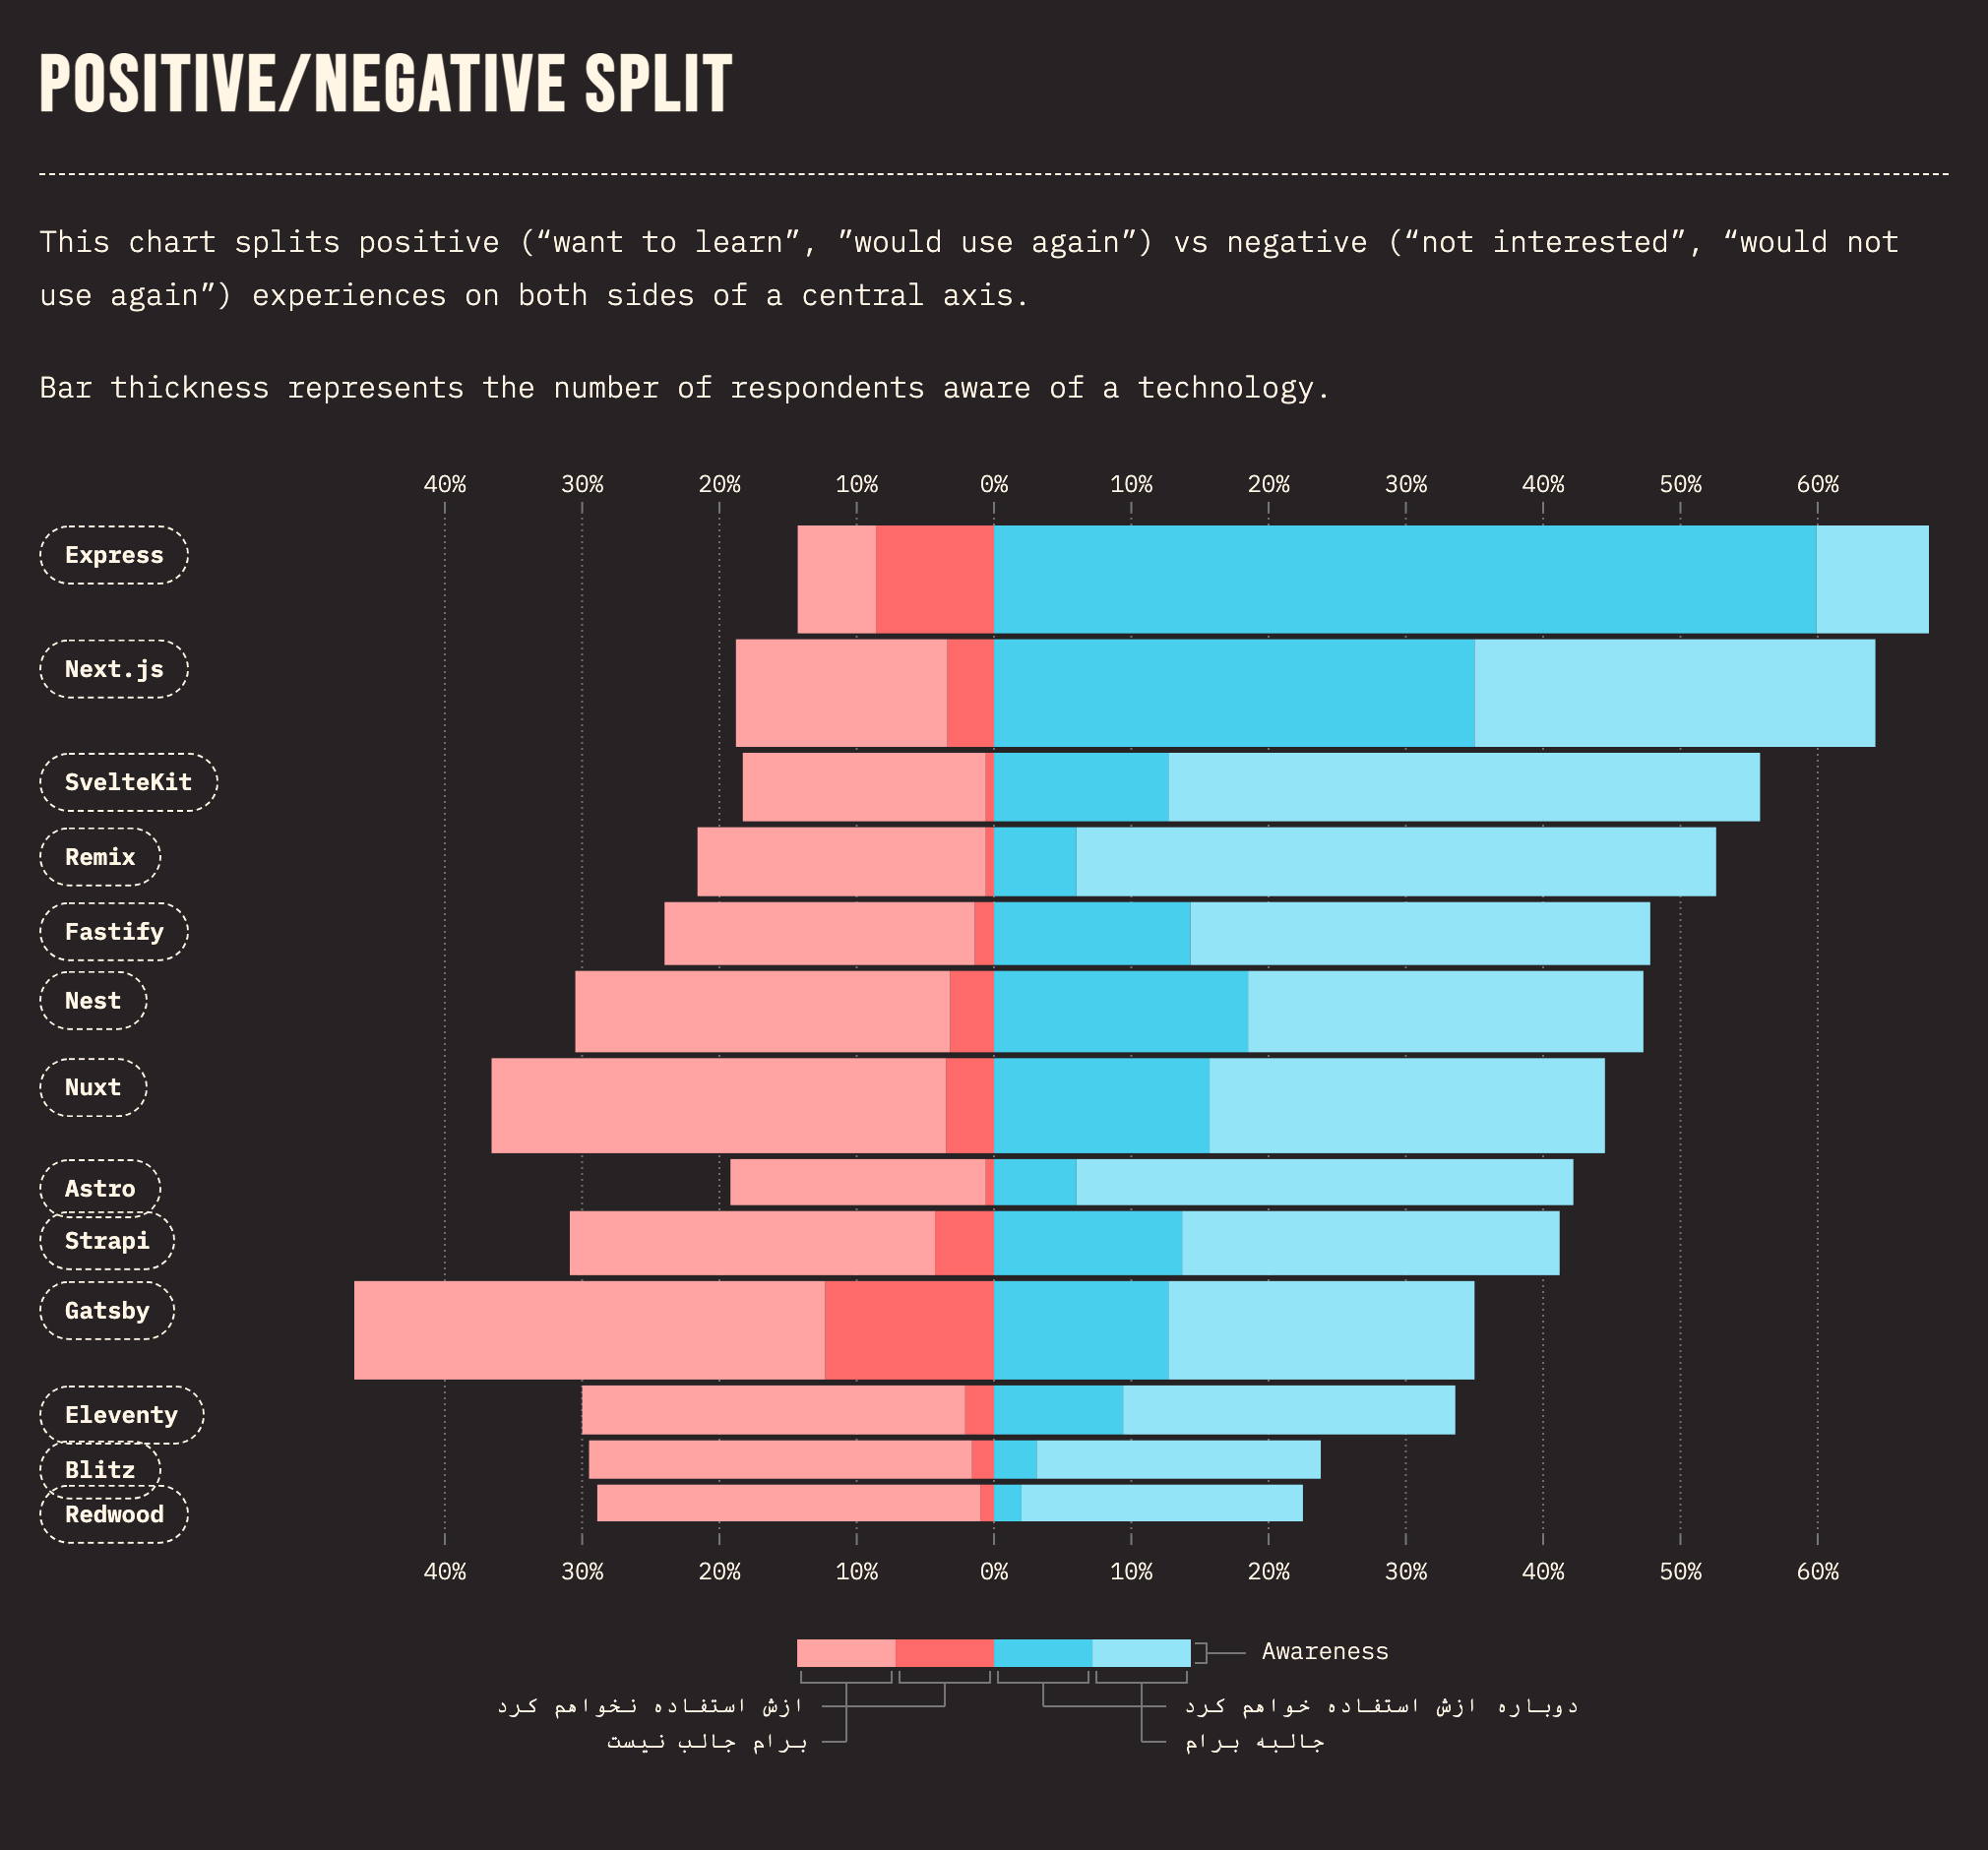 POSITIVE/NEGATIVE SPLIT
This chart splits positive (“want to learn”, ”would use again”) vs negative (“not interested”, “would not
use again”) experiences on both sides of a central axis.
Bar thickness represents the number of respondents aware of a technology.
40% 30% 20% 10% 0% 10% 20% 30% 40% 50% 60%
Express
Next.js
SvelteKit
Remix
Fastify
Nest
Nuxt
Astro
Strapi
Gatsby
Eleventy
Blitz
Redwood
40% 30% 20% 10% 0% 10% 20% 30% 40% 50% 60%
Awareness
ازش استفاده نخواهم کرد
دوباره ازش استفاده خواهم کرد
برام جالب نیست
جالبه برام